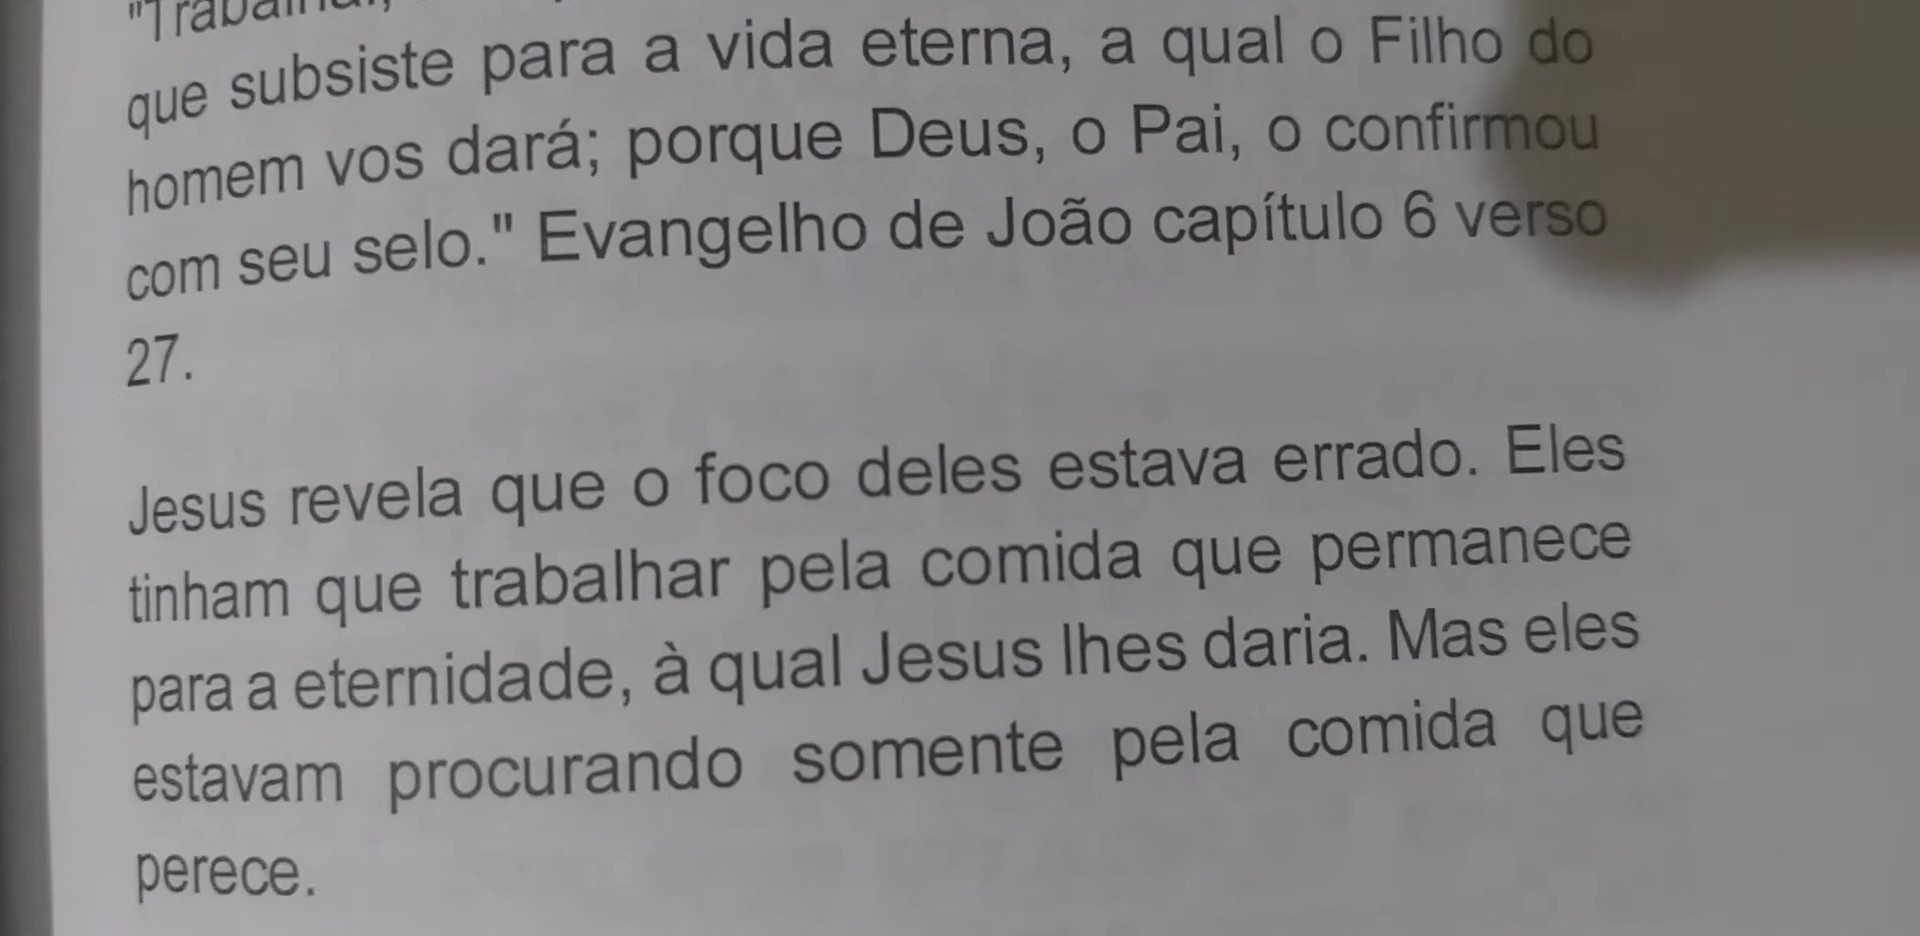 que subsiste para a vida eterna, a qual o Filho do
homem vos dará; porque Deus, o Pai, o confirmou
com seu selo." Evangelho de João capítulo 6 verso
27.
Jesus revela que o foco deles estava errado. Eles
tinham que trabalhar pela comida que permanece
para a eternidade, à qual Jesus lhes daria. Mas eles
estavam procurando somente pela comida que
perece.